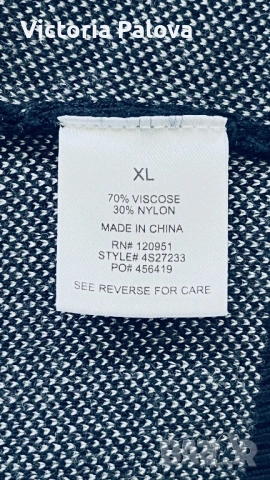 Victoria Palova
XL
70% VISCOSE
30% NYLON
MADE IN CHINA
RN# 120951
STYLE# 4S27233
PO# 456419
SEE REVERSE FOR CARE